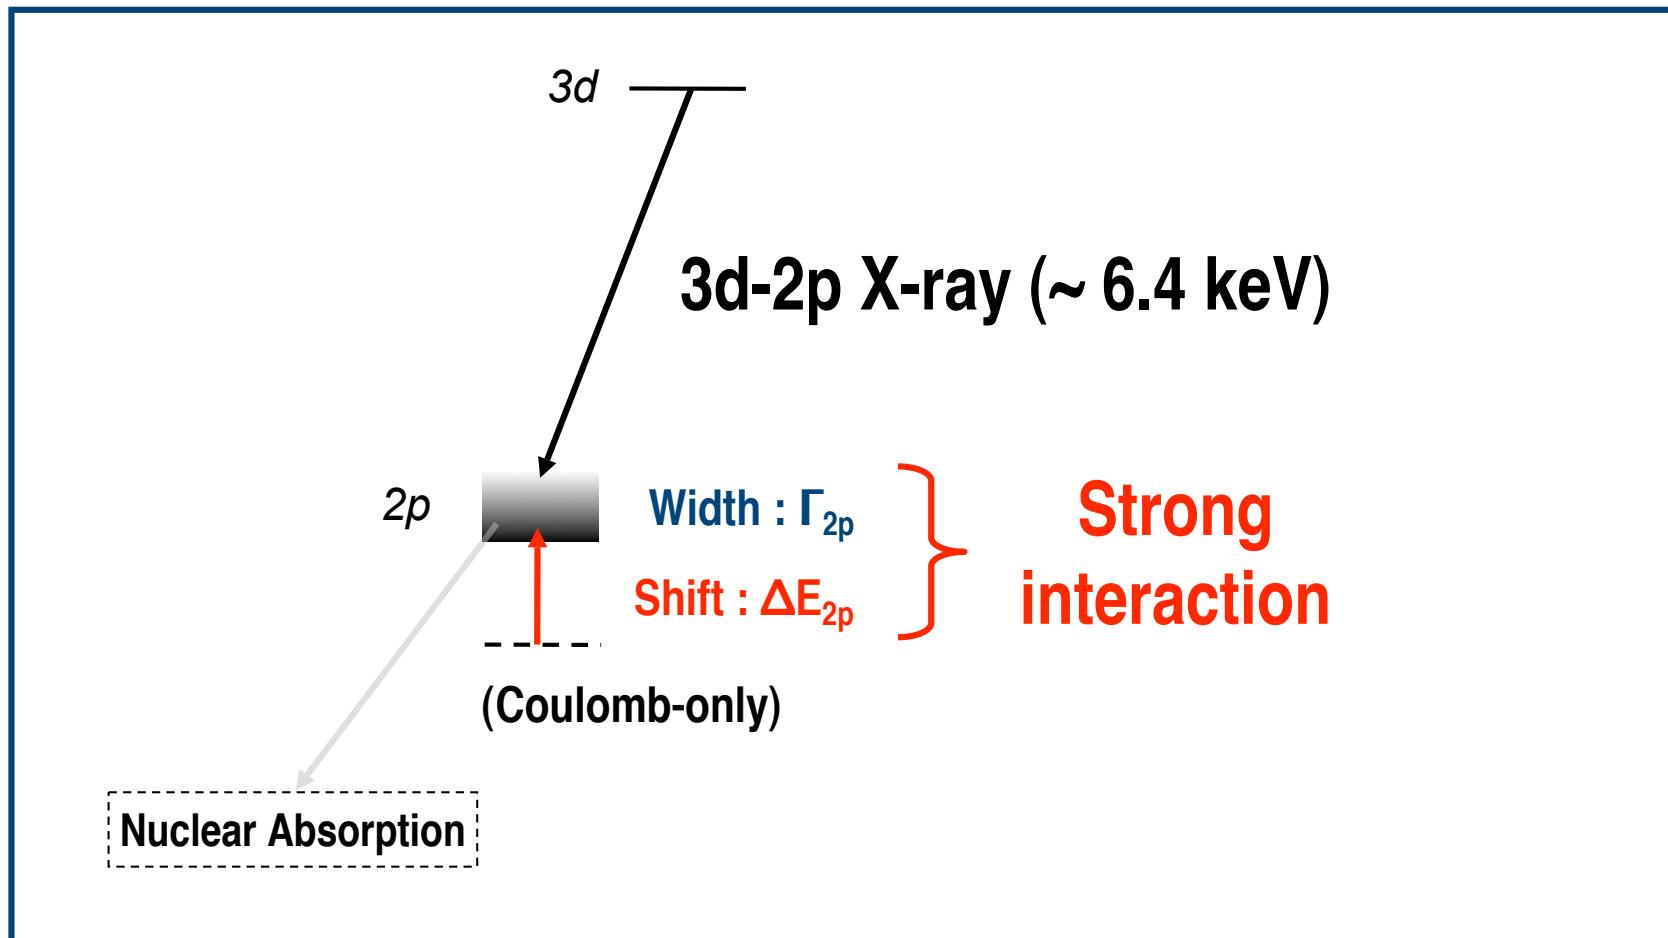 3d
3d-2p X-ray (~ 6.4 keV)
2p
Width : Γ2p
Shift : ΔE2p
Strong
interaction
(Coulomb-only)
Nuclear Absorption